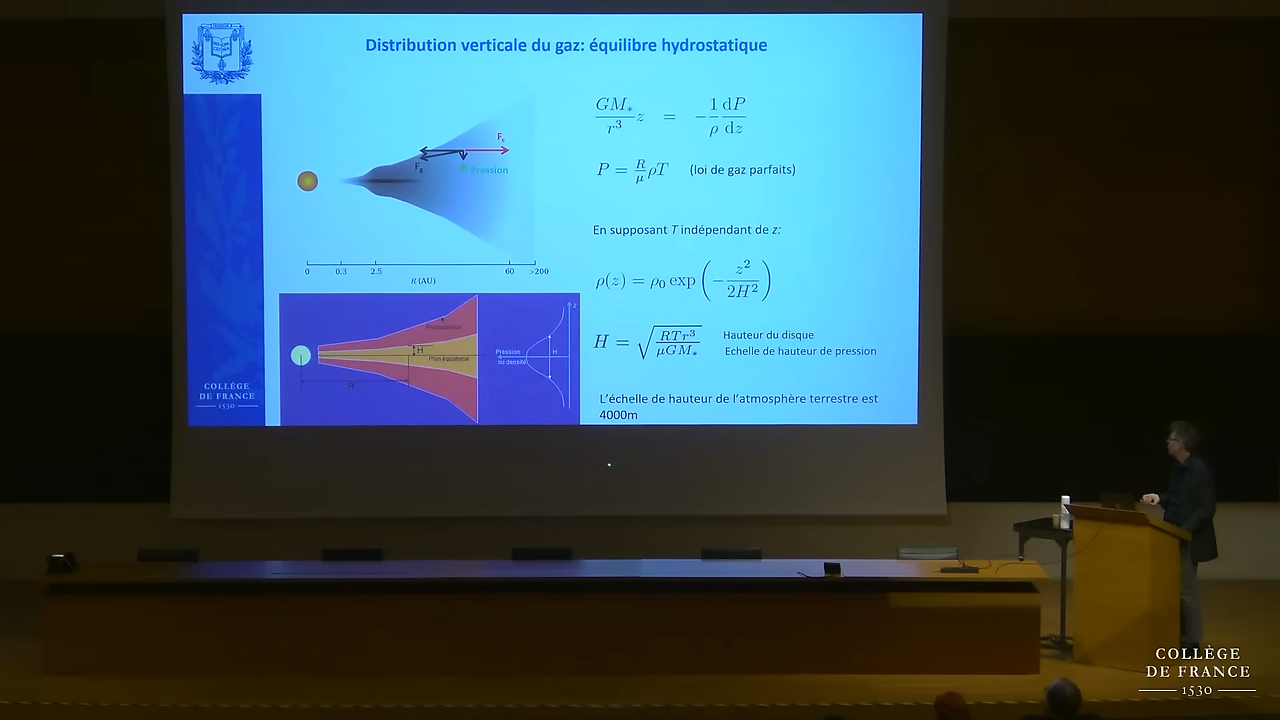 Distribution verticale du gaz: équilibre hydrostatique
GM* / r³ z = − 1/ρ dP/dz
P = R/μ ρT (loi de gaz parfaits)
En supposant T indépendant de z:
ρ(z) = ρ₀ exp (− z² / 2H²)
H = √(RTr³ / μGM*)
Hauteur du disque
Echelle de hauteur de pression
L'échelle de hauteur de l'atmosphère terrestre est
4000m
Fc
Fg
Pression
0 0.3 2.5 60 >200
R (AU)
Photosphère
H
Plan équatorial
R
z
Pression
ou densité
H
COLLÈGE
DE FRANCE
1530
COLLÈGE
DE FRANCE
1530